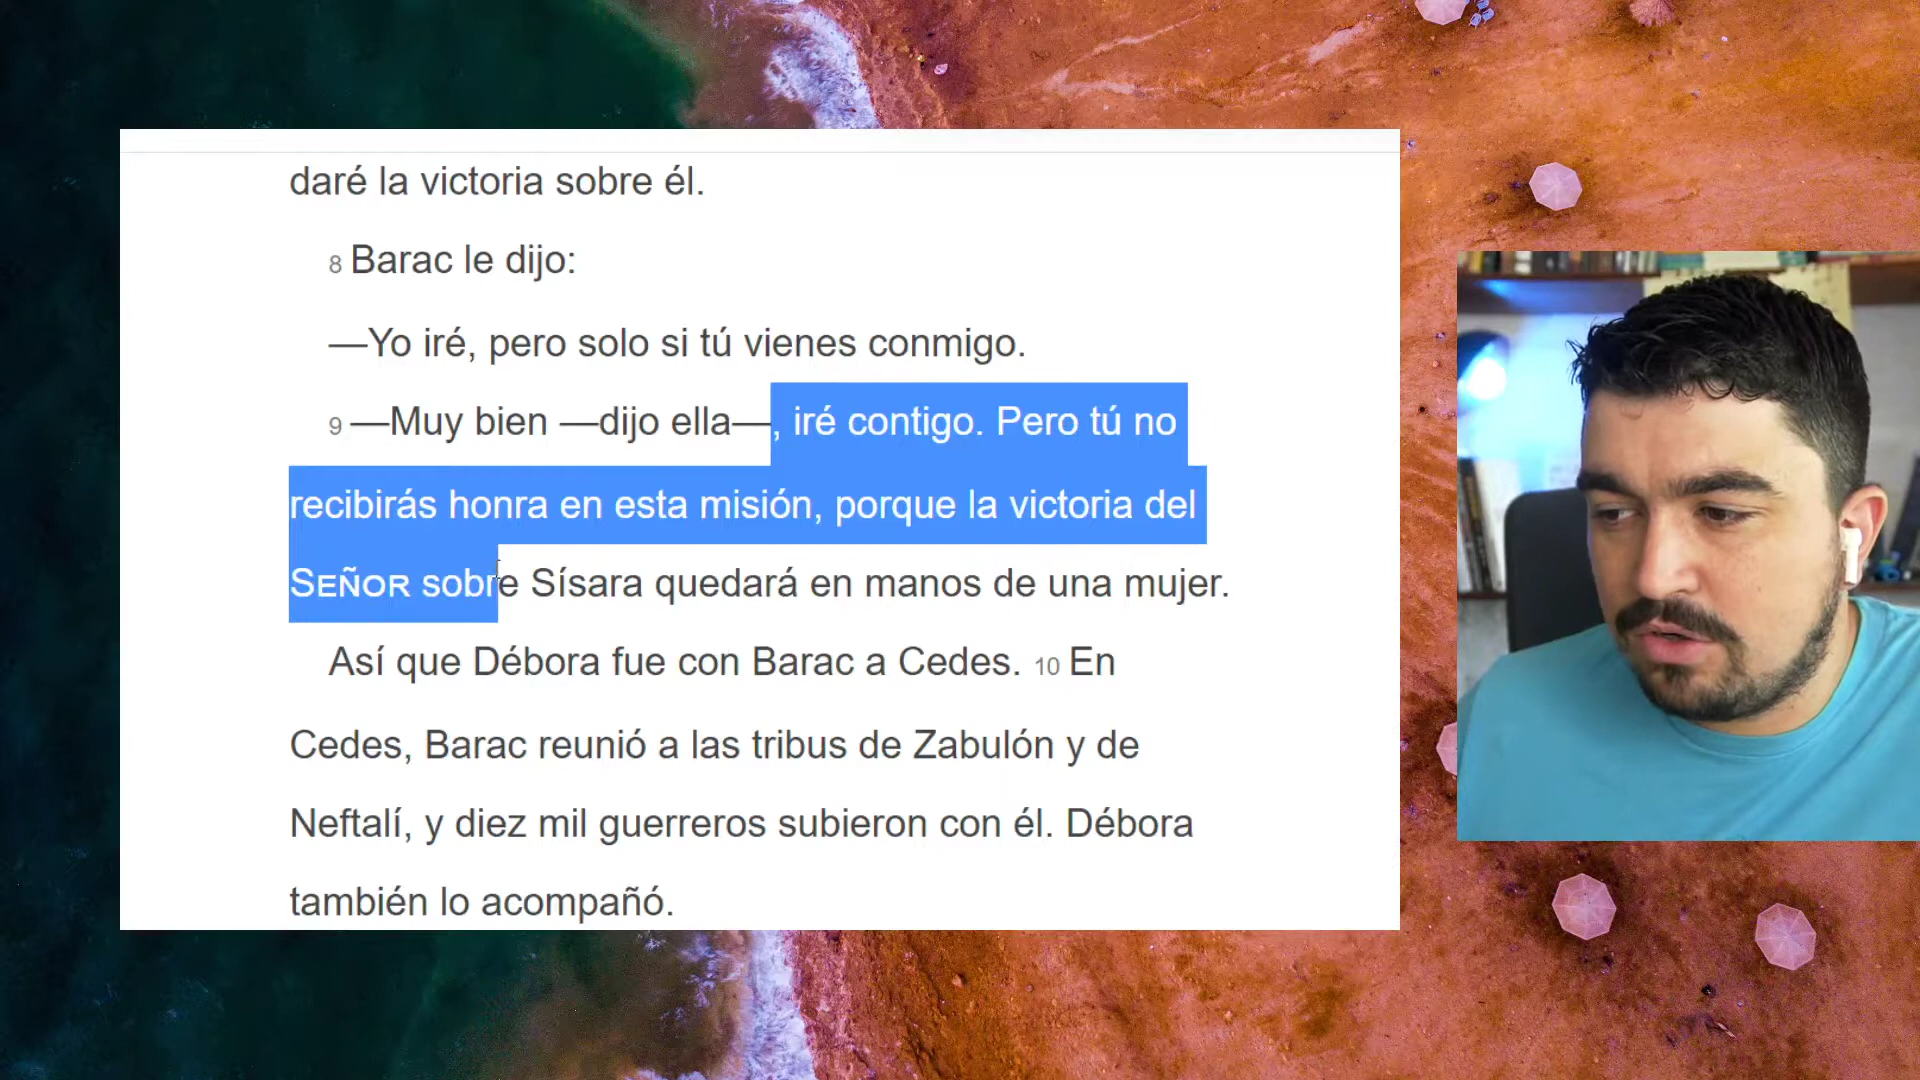 daré la victoria sobre él.
8 Barac le dijo:
—Yo iré, pero solo si tú vienes conmigo.
9 —Muy bien —dijo ella—, iré contigo. Pero tú no
recibirás honra en esta misión, porque la victoria del
SEÑOR sobre Sísara quedará en manos de una mujer.
Así que Débora fue con Barac a Cedes. 10 En
Cedes, Barac reunió a las tribus de Zabulón y de
Neftalí, y diez mil guerreros subieron con él. Débora
también lo acompañó.